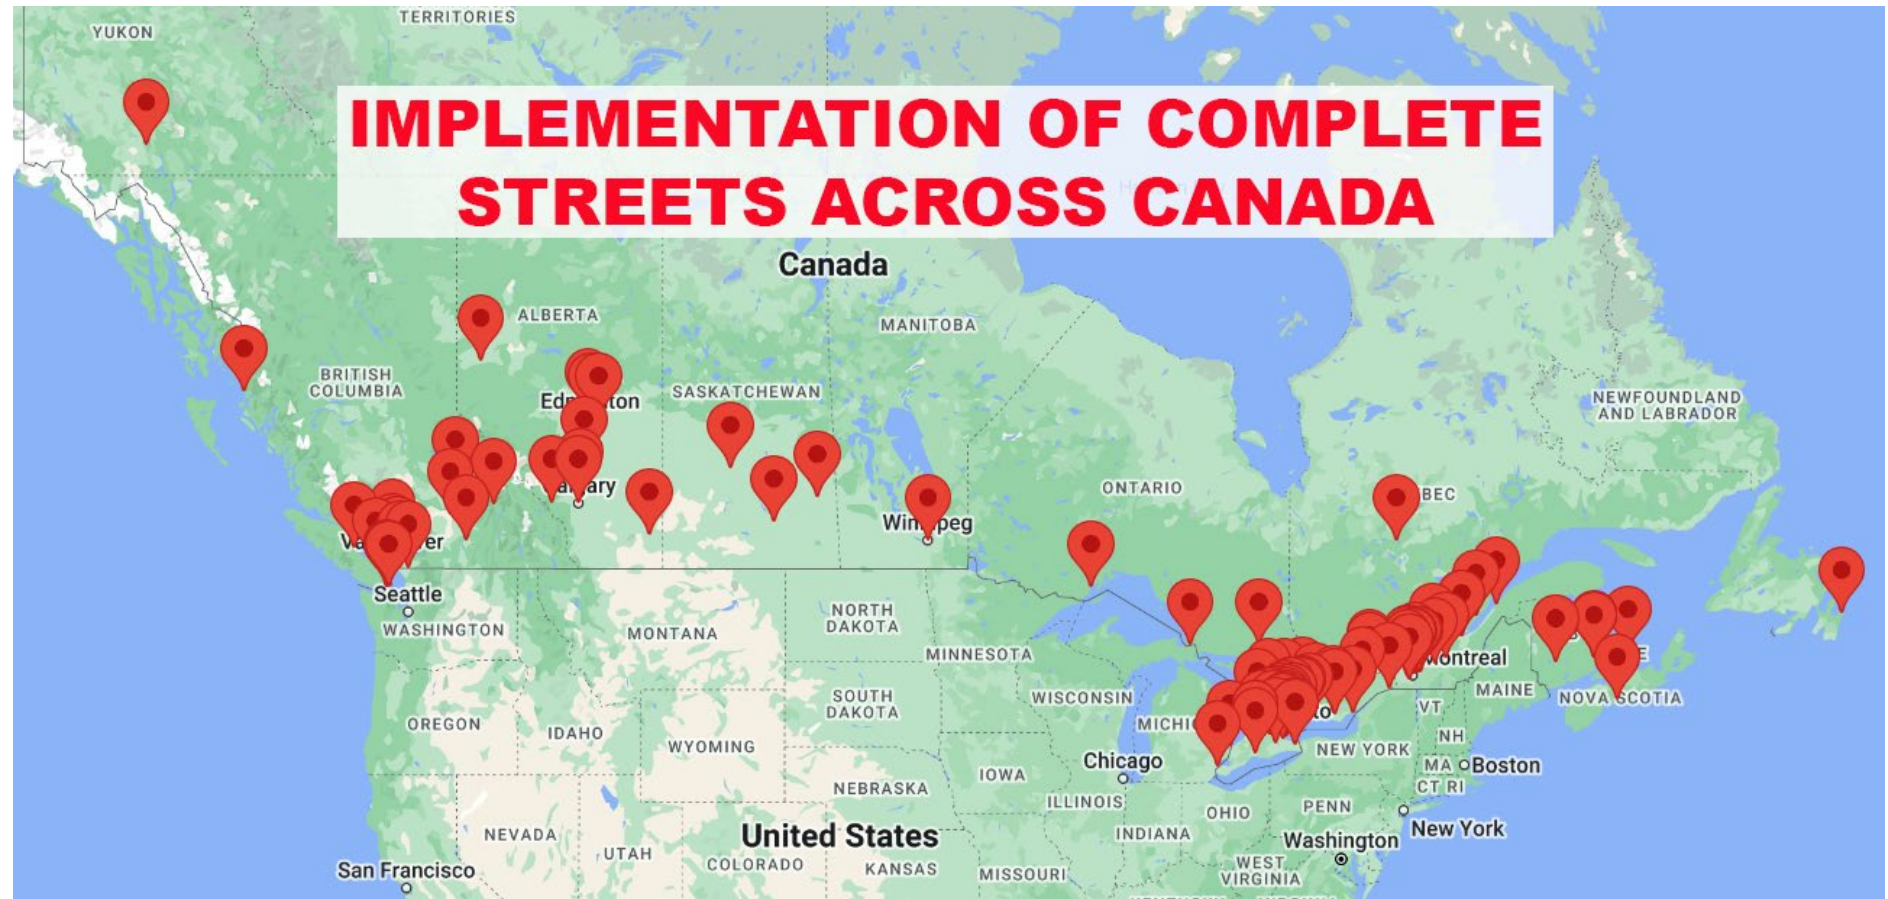 YUKON
TERRITORIES
IMPLEMENTATION OF COMPLETE
STREETS ACROSS CANADA
Canada
ALBERTA
MANITOBA
BRITISH
COLUMBIA
SASKATCHEWAN
NEWFOUNDLAND
AND LABRADOR
ONTARIO
BEC
Seattle
WASHINGTON
NORTH
DAKOTA
MONTANA
MINNESOTA
Montreal
MAINE
NOVA SCOTIA
SOUTH
DAKOTA
WISCONSIN
OREGON
IDAHO
WYOMING
VT
NH
NEW YORK
MA
Boston
CT RI
Chicago
IOWA
NEBRASKA
ILLINOIS
OHIO
PENN
NEVADA
United States
INDIANA
Washington
New York
UTAH
COLORADO
KANSAS
MISSOURI
WEST
VIRGINIA
San Francisco